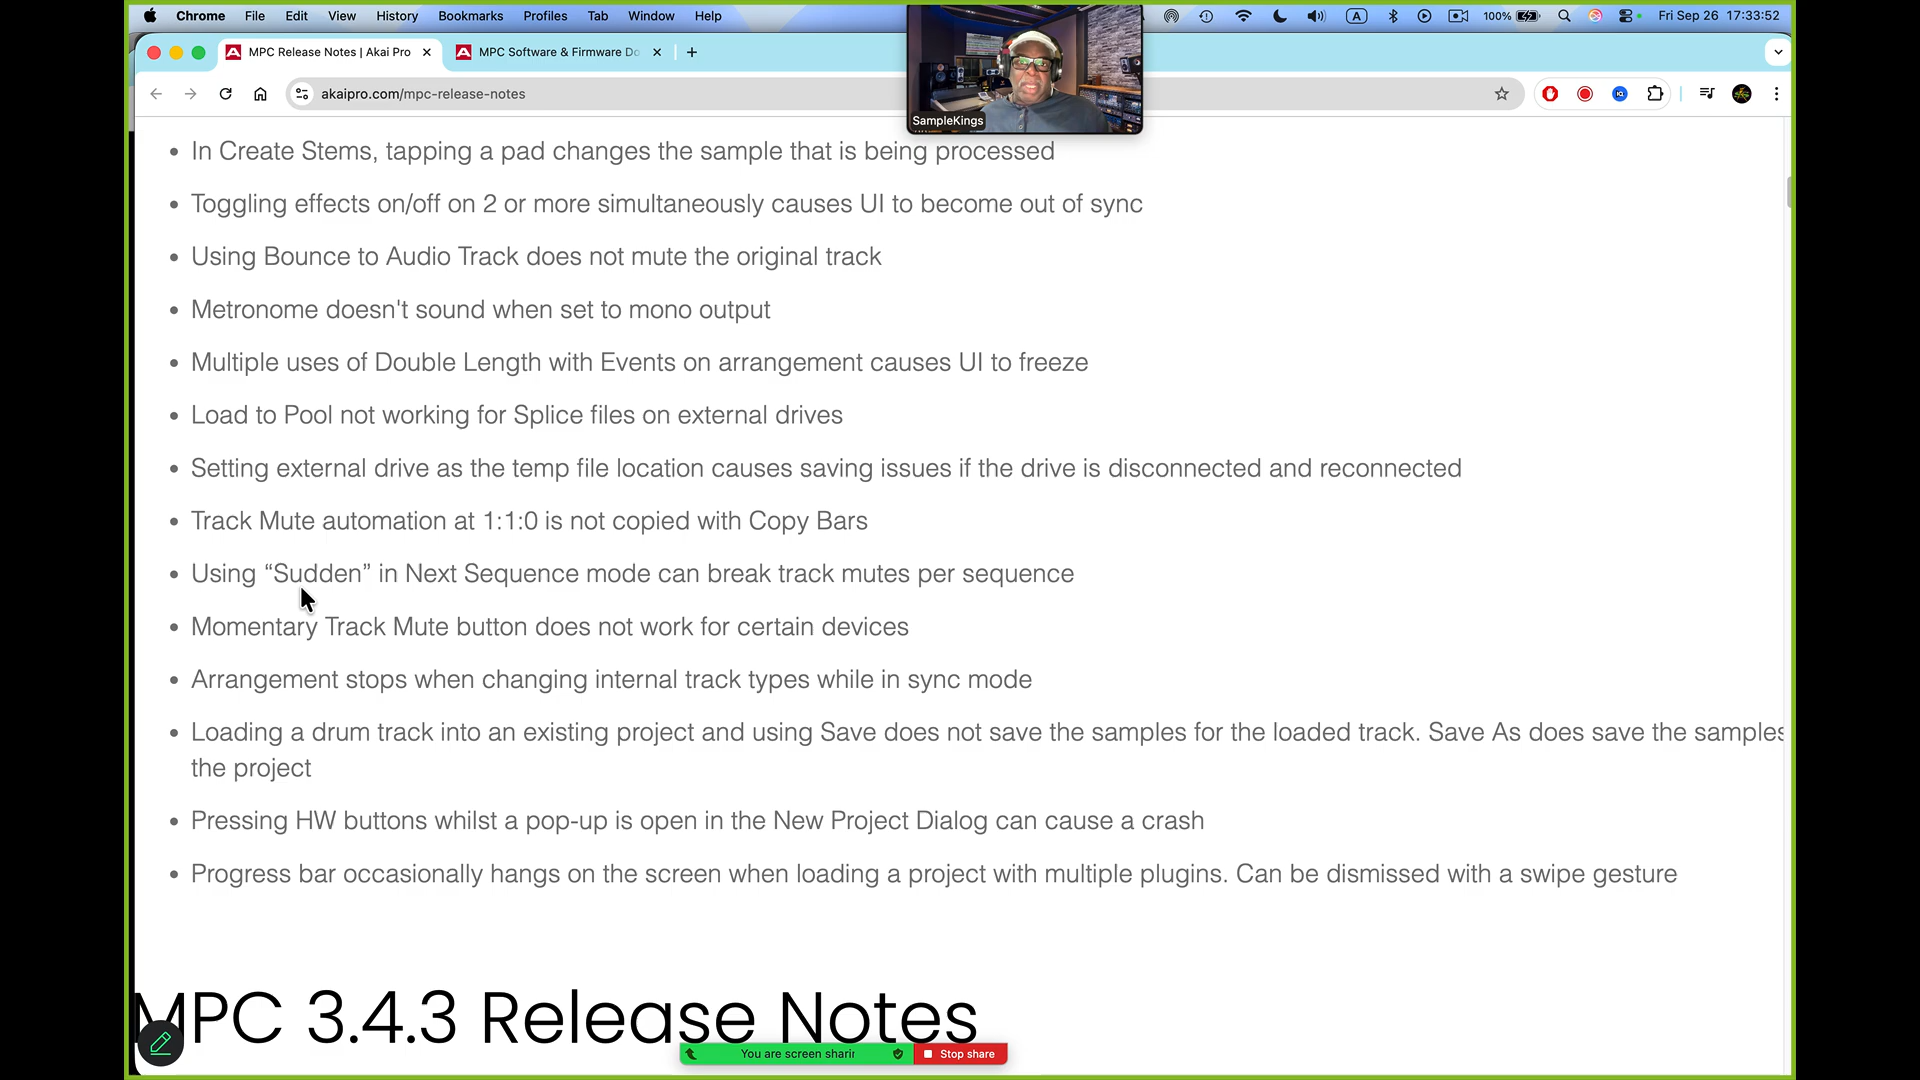 Chrome File Edit View History Bookmarks Profiles Tab Window Help
100% Fri Sep 26 17:33:52
MPC Release Notes | Akai Pro
MPC Software & Firmware Do
akaipro.com/mpc-release-notes
SampleKings
In Create Stems, tapping a pad changes the sample that is being processed
Toggling effects on/off on 2 or more simultaneously causes UI to become out of sync
Using Bounce to Audio Track does not mute the original track
Metronome doesn't sound when set to mono output
Multiple uses of Double Length with Events on arrangement causes UI to freeze
Load to Pool not working for Splice files on external drives
Setting external drive as the temp file location causes saving issues if the drive is disconnected and reconnected
Track Mute automation at 1:1:0 is not copied with Copy Bars
Using “Sudden” in Next Sequence mode can break track mutes per sequence
Momentary Track Mute button does not work for certain devices
Arrangement stops when changing internal track types while in sync mode
Loading a drum track into an existing project and using Save does not save the samples for the loaded track. Save As does save the samples
the project
Pressing HW buttons whilst a pop-up is open in the New Project Dialog can cause a crash
Progress bar occasionally hangs on the screen when loading a project with multiple plugins. Can be dismissed with a swipe gesture
MPC 3.4.3 Release Notes
You are screen sharin
Stop share